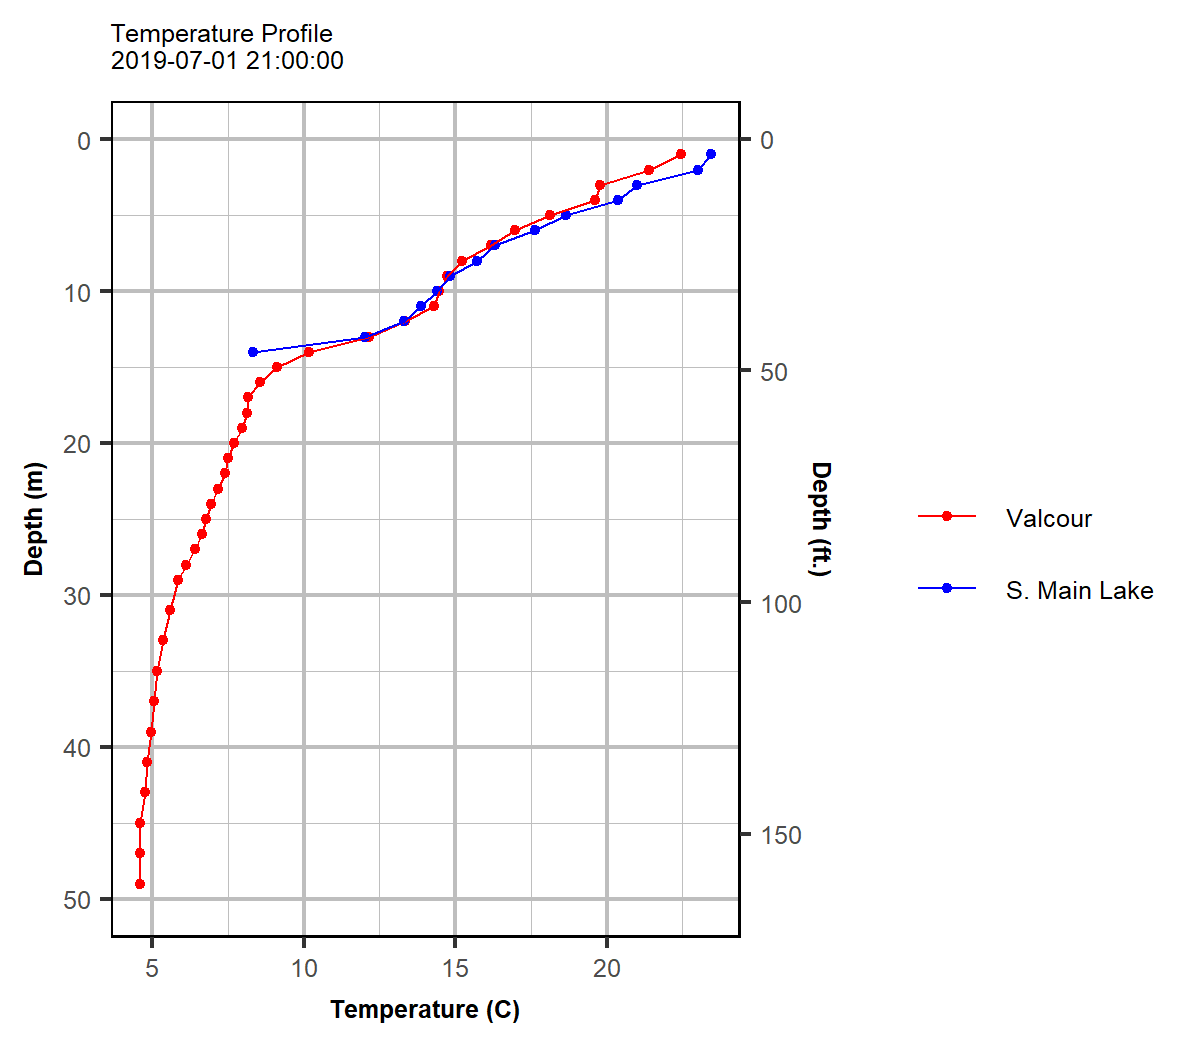 Temperature Profile
2019-07-01 21:00:00
0
10
20
30
40
50
Depth (m)
0
50
100
150
Depth (ft.)
5 10 15 20
Temperature (C)
Valcour
S. Main Lake